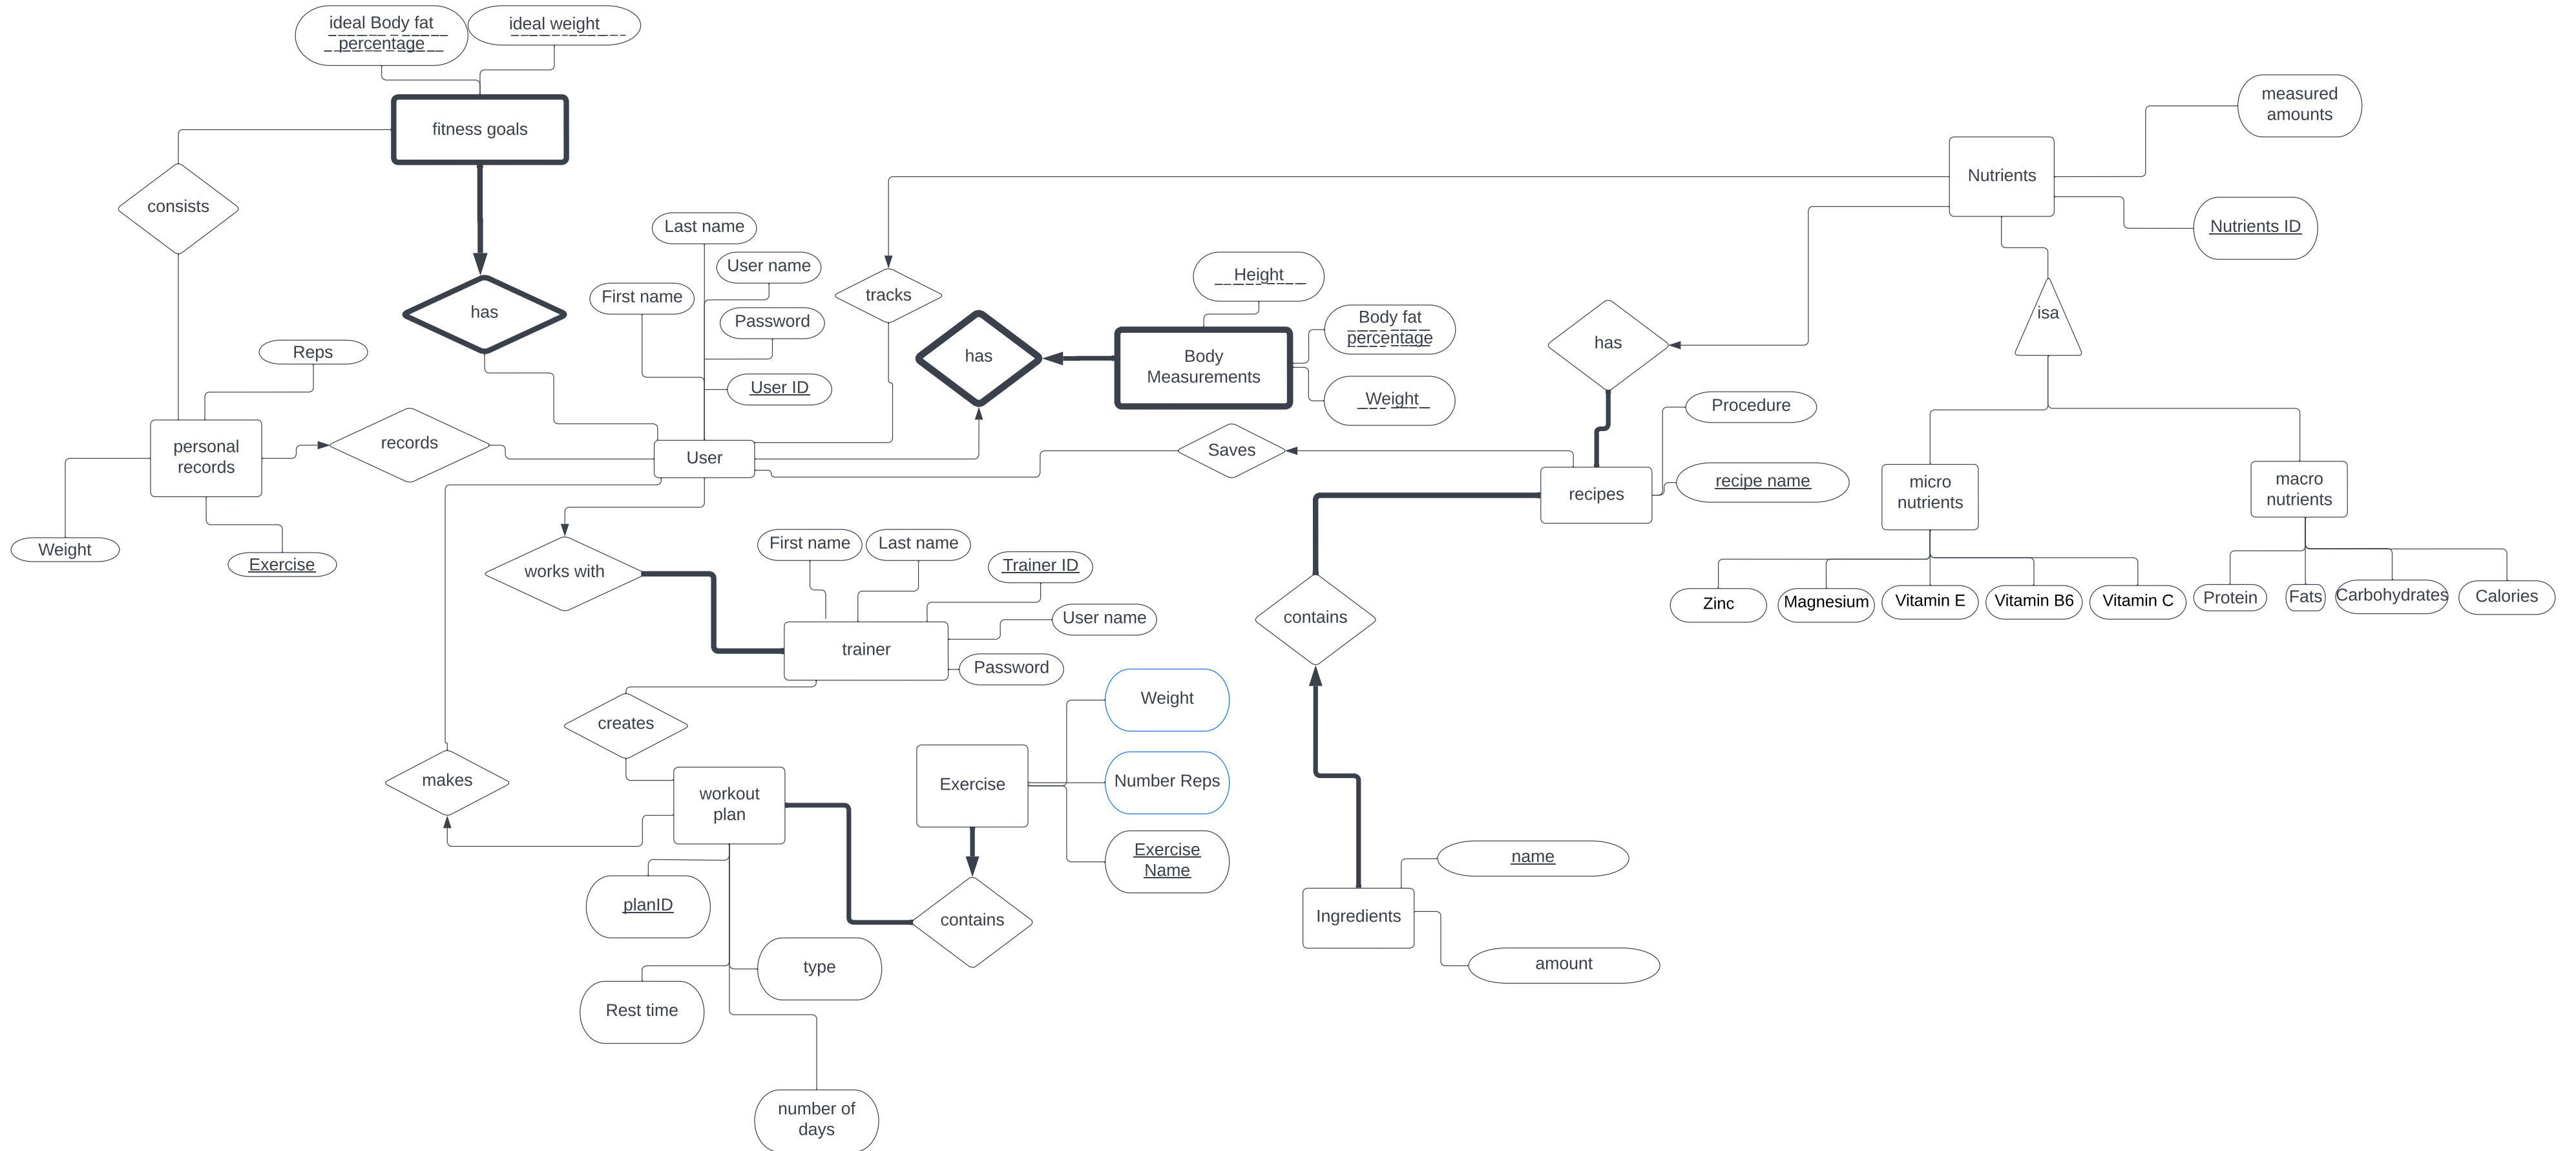 ideal Body fat
percentage
ideal weight
fitness goals
consists
has
Last name
User name
First name
Password
User ID
tracks
has
Height
Body
Measurements
Body fat
percentage
Weight
Nutrients
measured
amounts
Nutrients ID
isa
has
Procedure
recipe name
recipes
Saves
User
records
Reps
personal
records
Weight
Exercise
micro
nutrients
macro
nutrients
Zinc
Magnesium
Vitamin E
Vitamin B6
Vitamin C
Protein
Fats
Carbohydrates
Calories
works with
First name
Last name
Trainer ID
User name
Password
trainer
creates
makes
workout
plan
Exercise
Weight
Number Reps
Exercise
Name
contains
contains
planID
type
Rest time
number of
days
name
Ingredients
amount